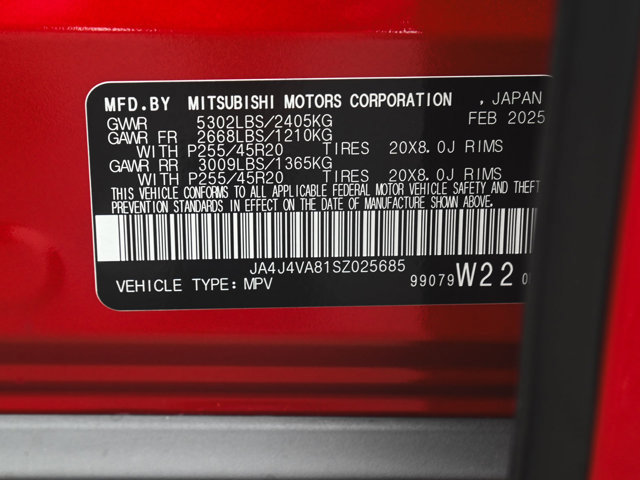 MFD.BY MITSUBISHI MOTORS CORPORATION , JAPAN
GVWR 5302LBS/2405KG FEB 2025
GAWR FR 2668LBS/1210KG
WITH P255/45R20 TIRES 20X8.0J RIMS
GAWR RR 3009LBS/1365KG
WITH P255/45R20 TIRES 20X8.0J RIMS
THIS VEHICLE CONFORMS TO ALL APPLICABLE FEDERAL MOTOR VEHICLE SAFETY AND THEFT
PREVENTION STANDARDS IN EFFECT ON THE DATE OF MANUFACTURE SHOWN ABOVE.
JA4J4VA81SZ025685
VEHICLE TYPE:MPV 99079 W22